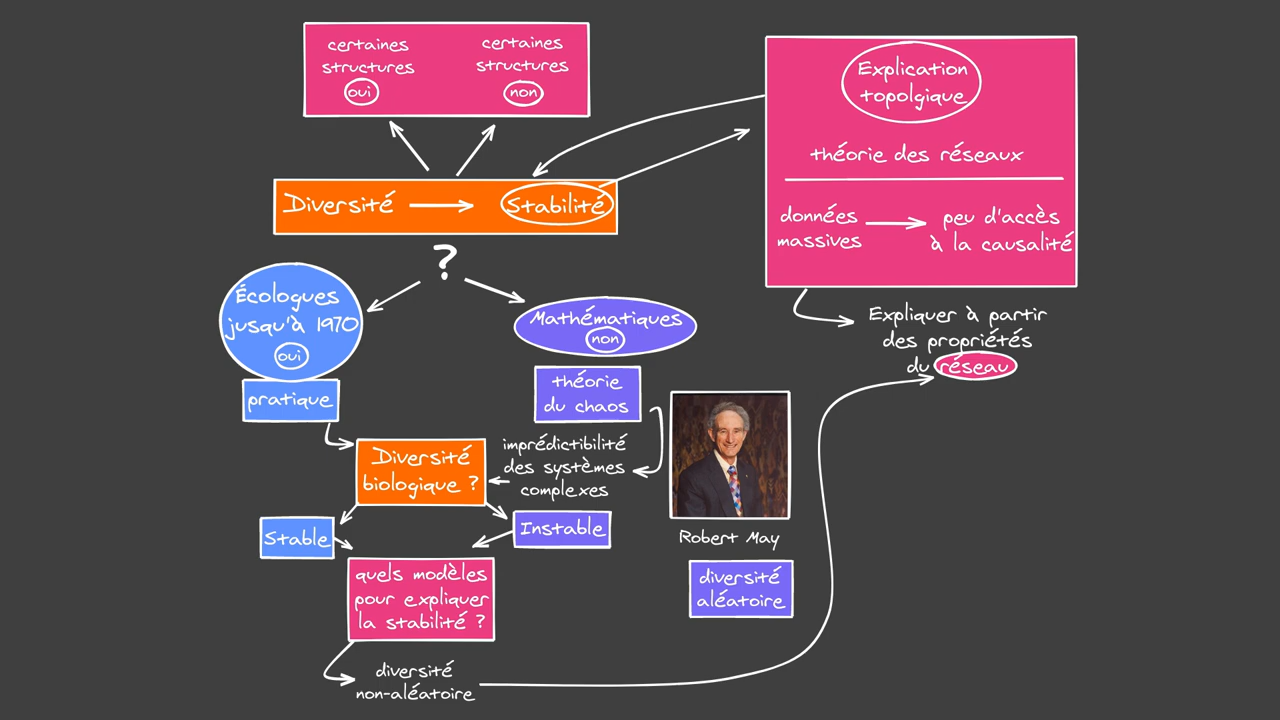 certaines
structures
oui
certaines
structures
non
Diversité → Stabilité
?
Écologues
jusqu'à 1970
oui
pratique
Mathématiques
non
théorie
du chaos
imprédictibilité
des systèmes
complexes
Diversité
biologique ?
Stable
Instable
quels modèles
pour expliquer
la stabilité ?
diversité
non-aléatoire
Robert May
diversité
aléatoire
Explication
topolgique
théorie des réseaux
données
massives
peu d'accès
à la causalité
Expliquer à partir
des propriétés
du réseau